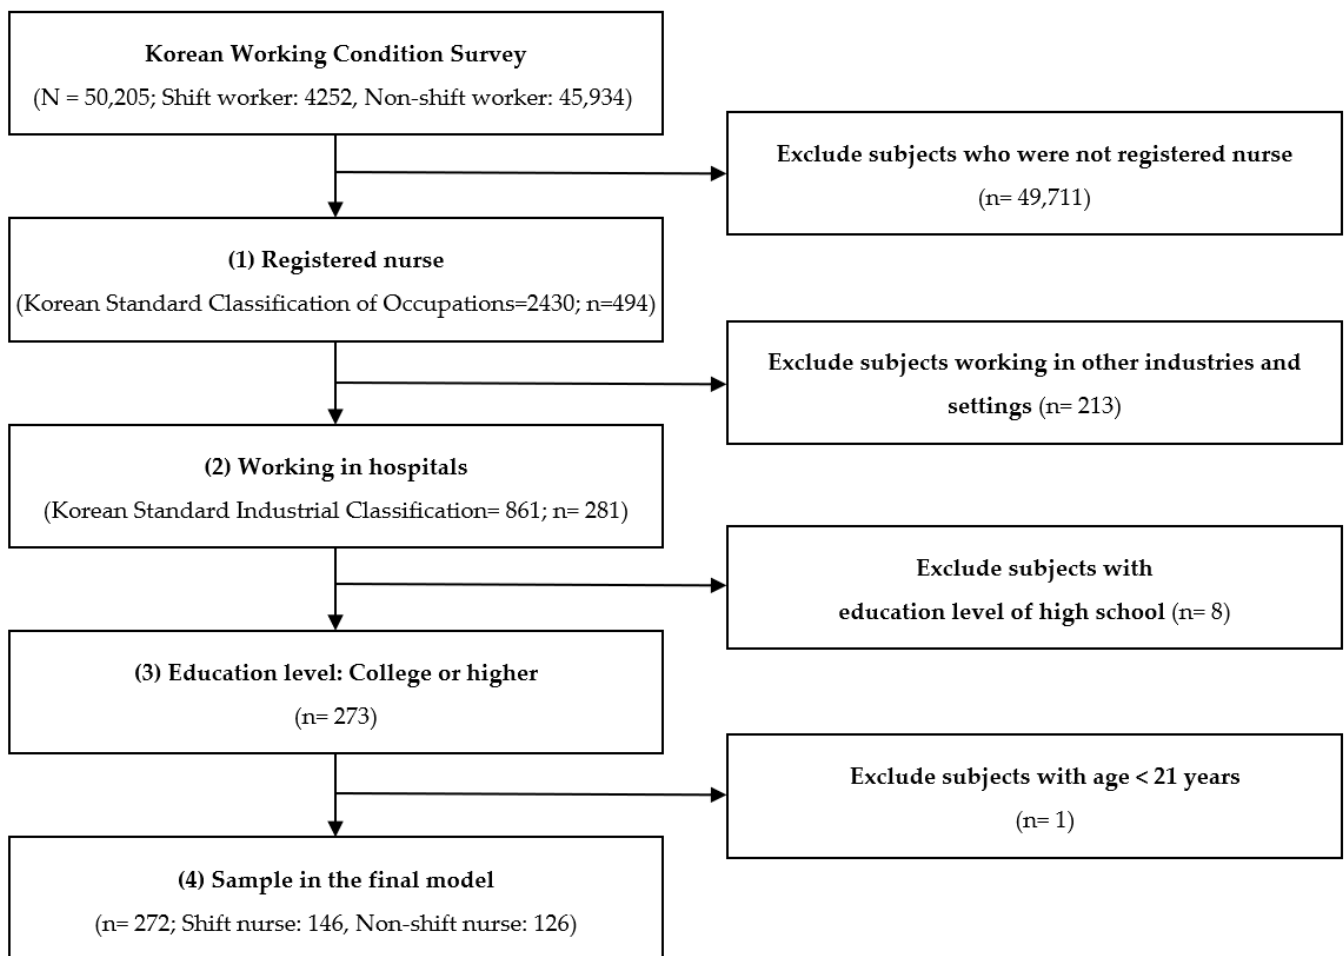 Korean Working Condition Survey
(N = 50,205; Shift worker: 4252, Non-shift worker: 45,934)
Exclude subjects who were not registered nurse
(n= 49,711)
(1) Registered nurse
(Korean Standard Classification of Occupations=2430; n=494)
Exclude subjects working in other industries and
settings (n= 213)
(2) Working in hospitals
(Korean Standard Industrial Classification= 861; n= 281)
Exclude subjects with
education level of high school (n= 8)
(3) Education level: College or higher
(n= 273)
Exclude subjects with age < 21 years
(n= 1)
(4) Sample in the final model
(n= 272; Shift nurse: 146, Non-shift nurse: 126)